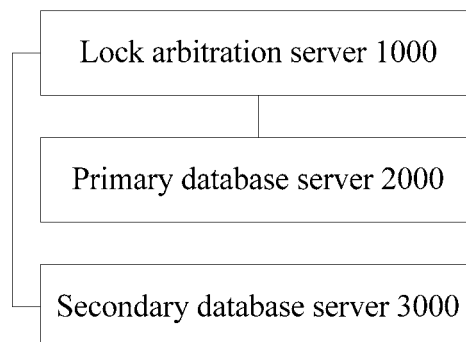 Lock arbitration server 1000
Primary database server 2000
Secondary database server 3000